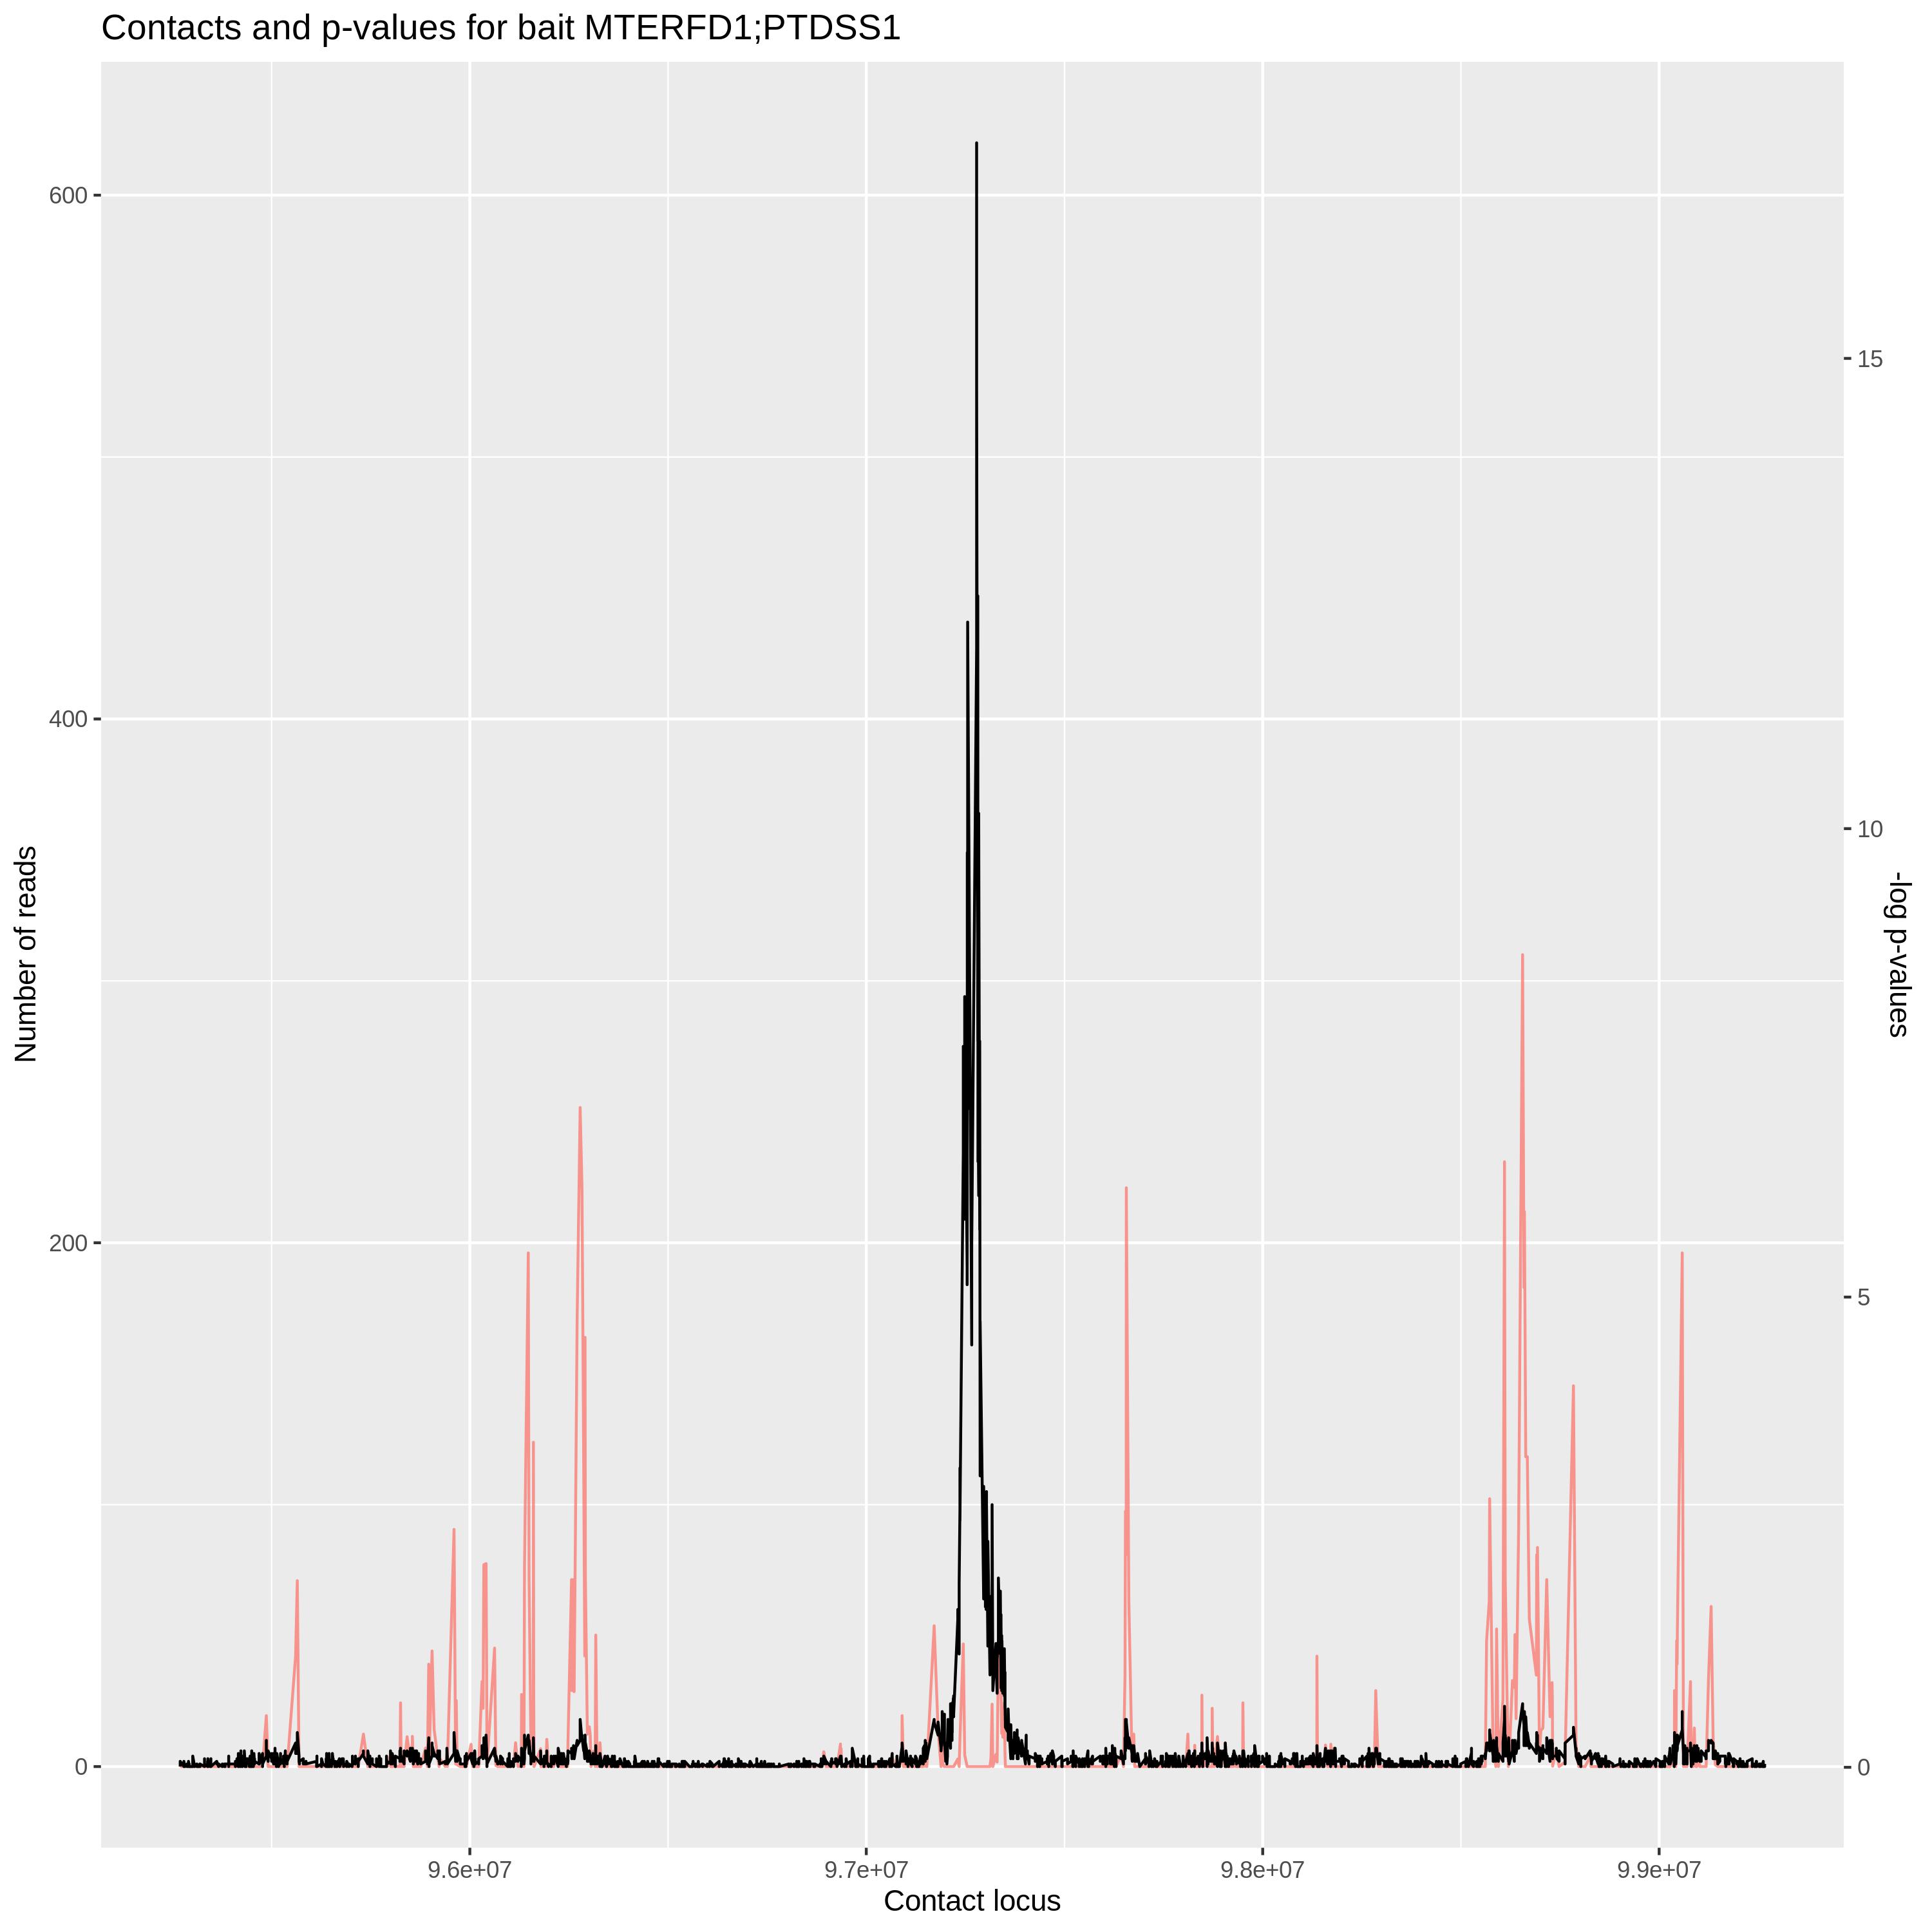 Contacts and p-values for bait MTERFD1;PTDSS1
600
400
200
0
Number of reads
15
10
5
0
-log p-values
9.6e+07
9.7e+07
9.8e+07
9.9e+07
Contact locus